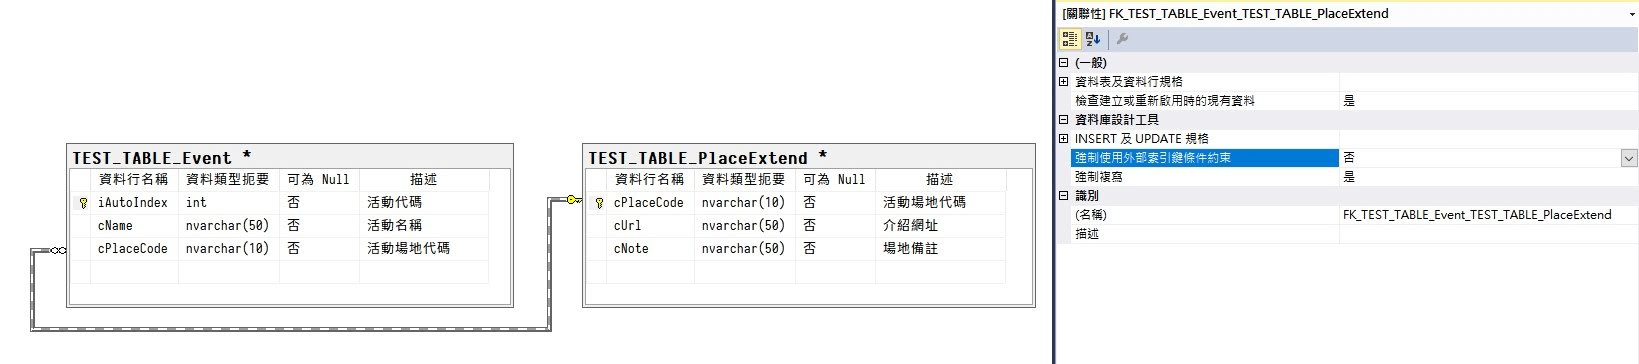 TEST_TABLE_Event *
資料行名稱 資料類型扼要 可為 Null 描述
iAutoIndex int 否 活動代碼
cName nvarchar(50) 否 活動名稱
cPlaceCode nvarchar(10) 否 活動場地代碼
TEST_TABLE_PlaceExtend *
資料行名稱 資料類型扼要 可為 Null 描述
cPlaceCode nvarchar(10) 否 活動場地代碼
cUrl nvarchar(50) 否 介紹網址
cNote nvarchar(50) 否 場地備註
[關聯性] FK_TEST_TABLE_Event_TEST_TABLE_PlaceExtend
(一般)
資料表及資料行規格
檢查建立或重新啟用時的現有資料 是
資料庫設計工具
INSERT 及 UPDATE 規格
強制使用外部索引鍵條件約束 否
強制複寫 是
識別
(名稱) FK_TEST_TABLE_Event_TEST_TABLE_PlaceExtend
描述